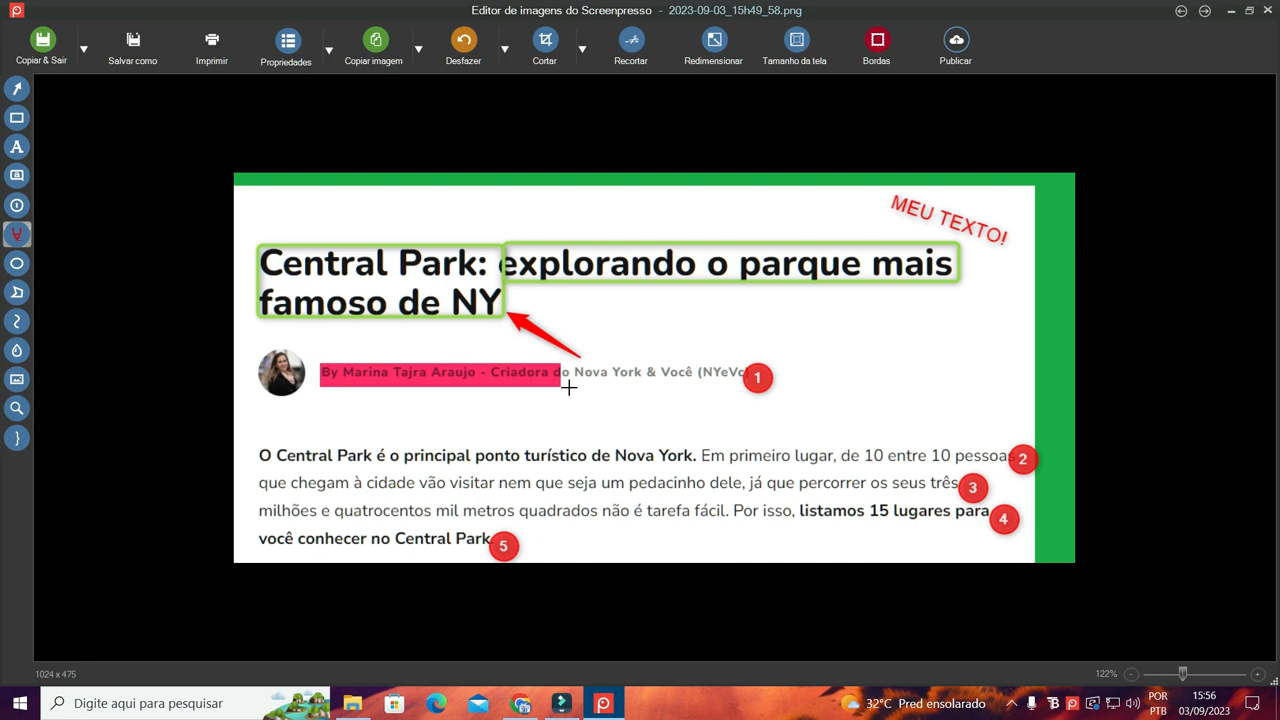 Editor de imagens do Screenpresso - 2023-09-03_15h49_58.png
Copiar & Sair
Salvar como
Imprimir
Propriedades
Copiar imagem
Desfazer
Cortar
Recortar
Redimensionar
Tamanho da tela
Bordas
Publicar
MEU TEXTO!
Central Park: explorando o parque mais
famoso de NY
By Marina Tajra Araujo - Criadora do Nova York & Você (NYeVc) 1
O Central Park é o principal ponto turístico de Nova York. Em primeiro lugar, de 10 entre 10 pessoas 2
que chegam à cidade vão visitar nem que seja um pedacinho dele, já que percorrer os seus três 3
milhões e quatrocentos mil metros quadrados não é tarefa fácil. Por isso, listamos 15 lugares para 4
você conhecer no Central Park. 5
1024 x 475
122%
Digite aqui para pesquisar
32°C Pred ensolarado
POR
PTB
15:56
03/09/2023